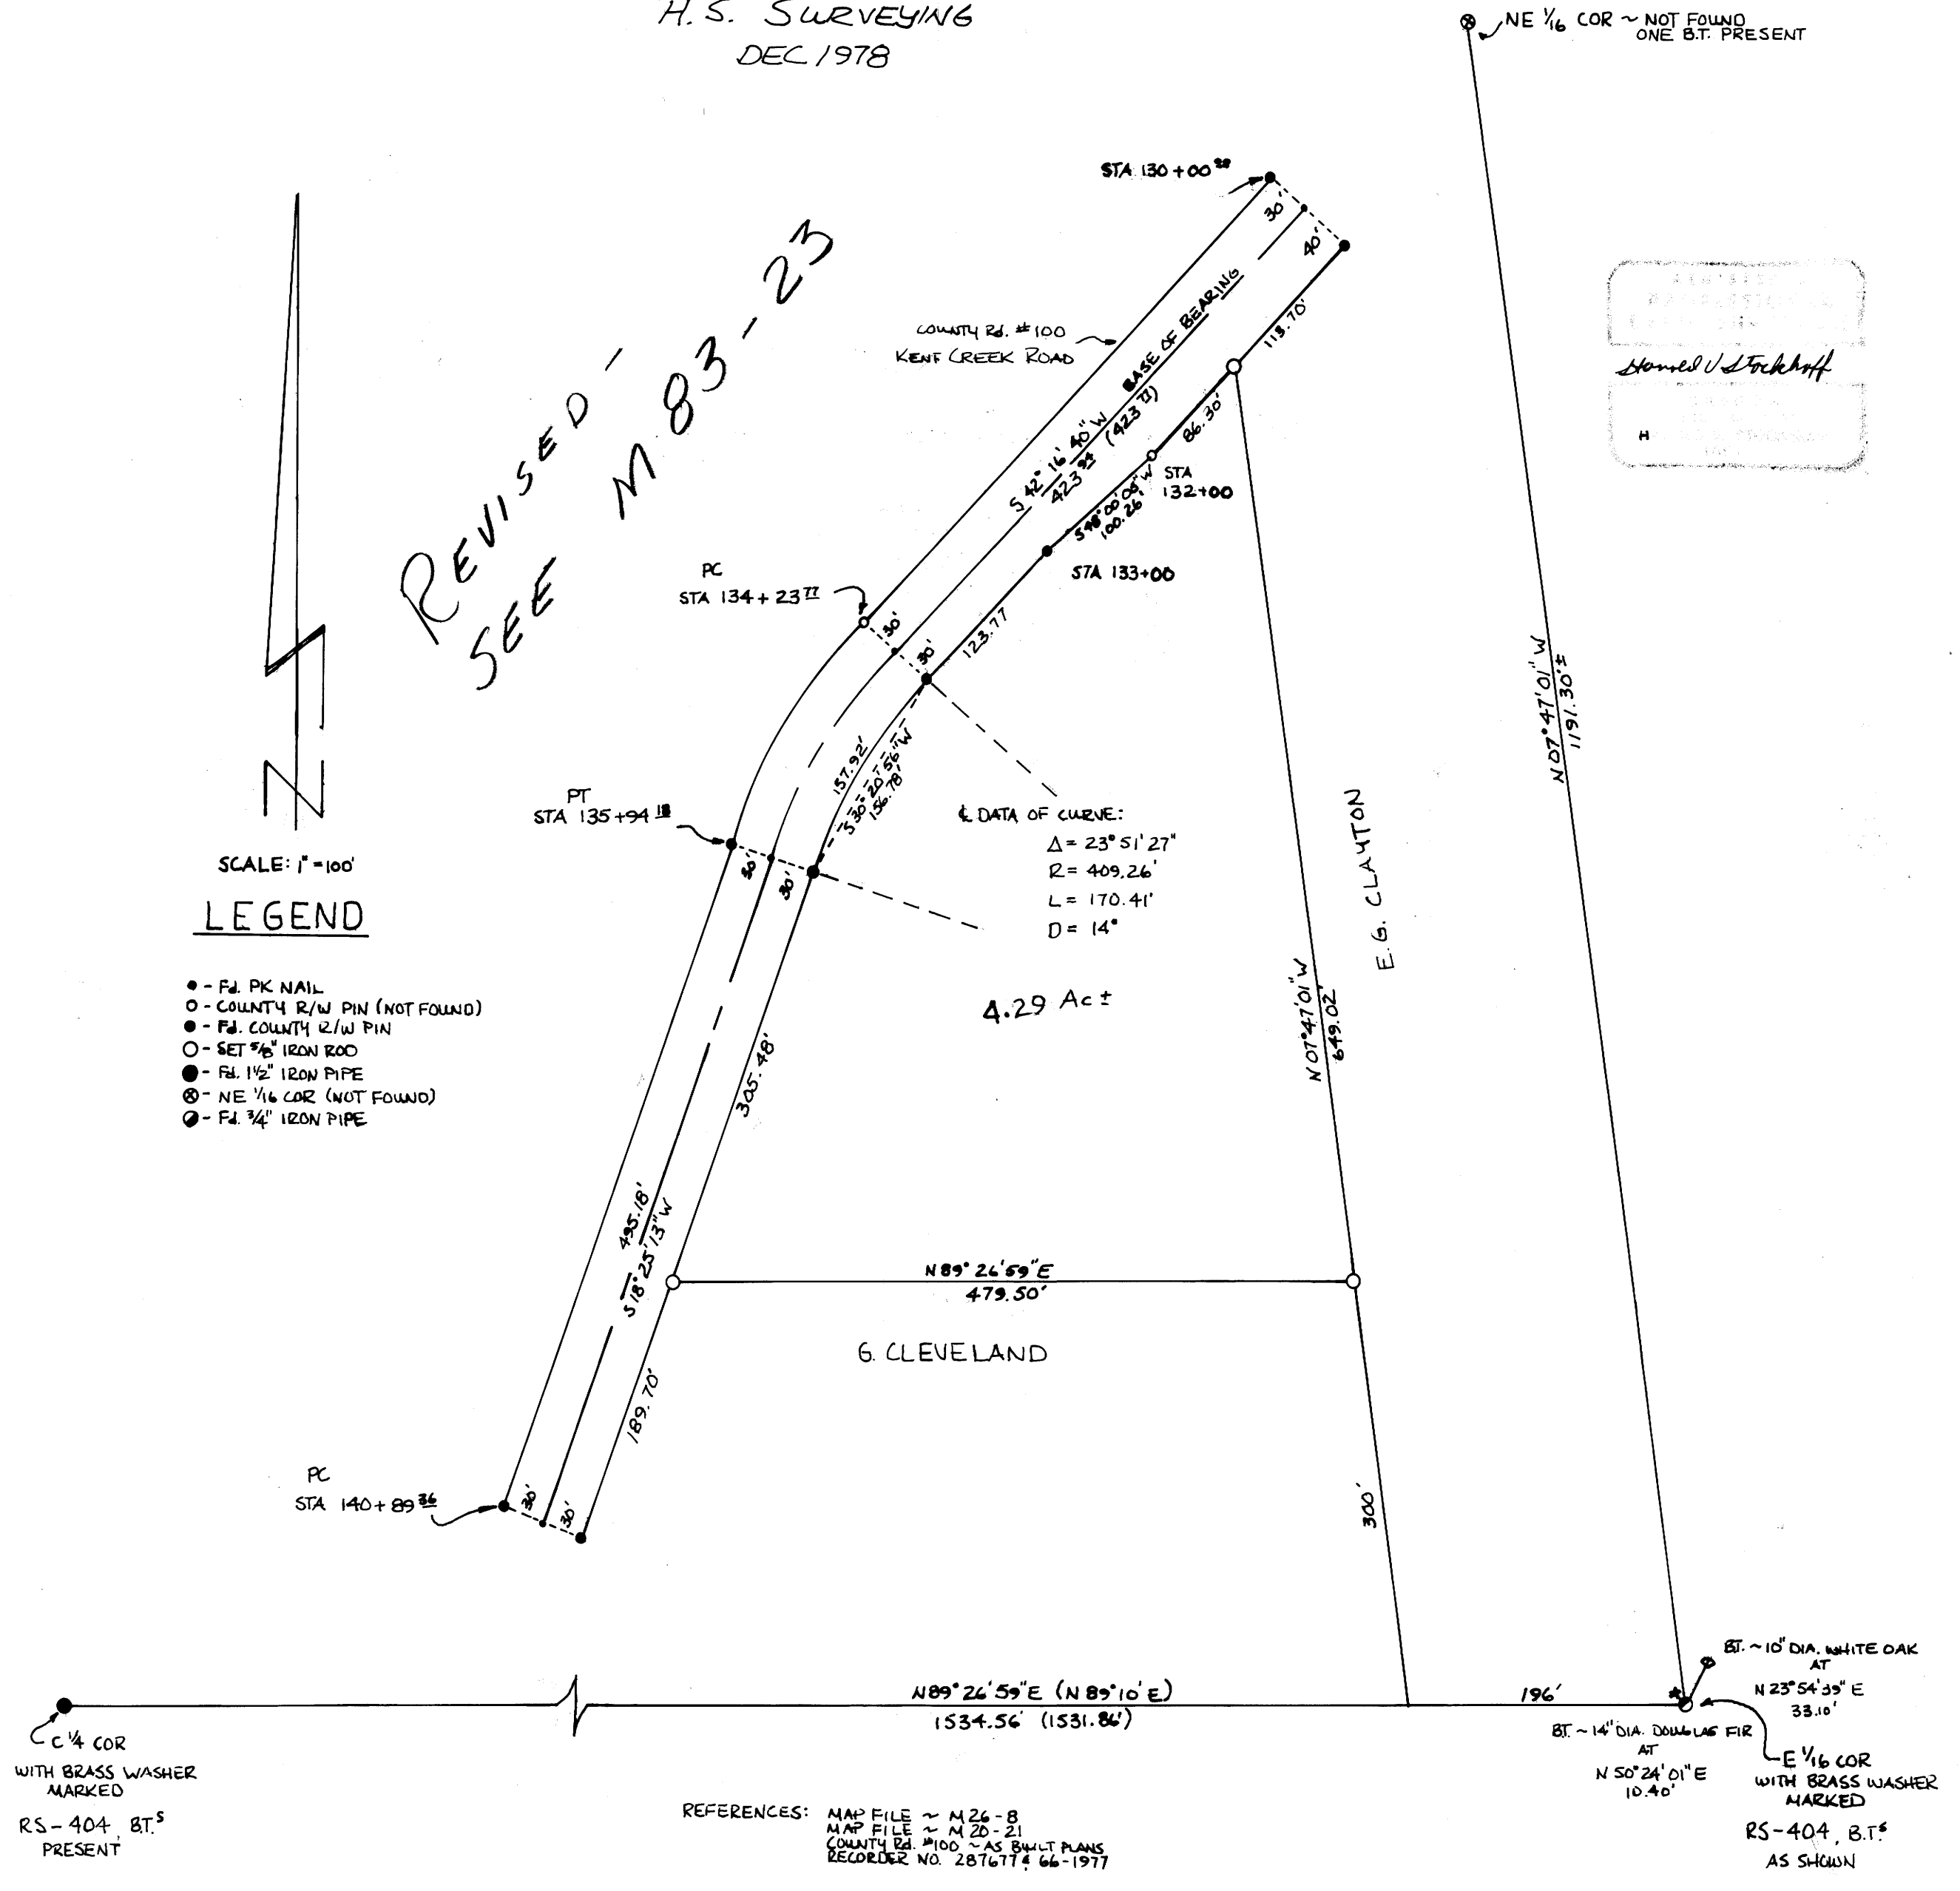 H.S. SURVEYING
DEC 1978
NE 1/16 COR ~ NOT FOUND
ONE B.T. PRESENT
REVISED -
SEE M 83-23
STA 130+00
30'
40'
COUNTY Rd. #100
KENT CREEK ROAD
BASE OF BEARING
S 42° 16' 40" W
423.94 (423.77)
113.70'
86.30'
STA
132+00
S 48° 00' 05" W
100.26'
STA 133+00
123.77
PC
STA 134+23.77
30'
30'
PT
STA 135+94.18
30'
30'
157.92'
S 30° 20' 56" W
156.78'
℄ DATA OF CURVE:
Δ = 23° 51' 27"
R = 409.26'
L = 170.41'
D = 14°
4.29 Ac ±
Harold V Stockhoff
H
N 07° 47' 01" W
1191.30' ±
E.G. CLAYTON
N 07° 47' 01" W
649.02'
N
SCALE: 1" = 100'
LEGEND
- Fd. PK NAIL
- COUNTY R/W PIN (NOT FOUND)
- Fd. COUNTY R/W PIN
- SET 5/8" IRON ROD
- Fd. 1 1/2" IRON PIPE
- NE 1/16 COR (NOT FOUND)
- Fd. 3/4" IRON PIPE
305.48'
495.18'
S 18° 25' 13" W
N 89° 26' 59" E
479.50'
G. CLEVELAND
189.70'
300'
PC
STA 140+89.36
30'
30'
N 89° 26' 59" E (N 89° 10' E)
1534.56' (1531.86')
196'
BT. ~ 10" DIA. WHITE OAK
AT
N 23° 54' 39" E
33.10'
BT. ~ 14" DIA. DOUGLAS FIR
AT
N 50° 24' 01" E
10.40'
E 1/16 COR
WITH BRASS WASHER
MARKED
RS-404, B.T.s
AS SHOWN
C 1/4 COR
WITH BRASS WASHER
MARKED
RS-404, B.T.s
PRESENT
REFERENCES: MAP FILE ~ M 26-8
MAP FILE ~ M 20-21
COUNTY Rd. #100 ~ AS BUILT PLANS
RECORDER NO. 287677 & 66-1977